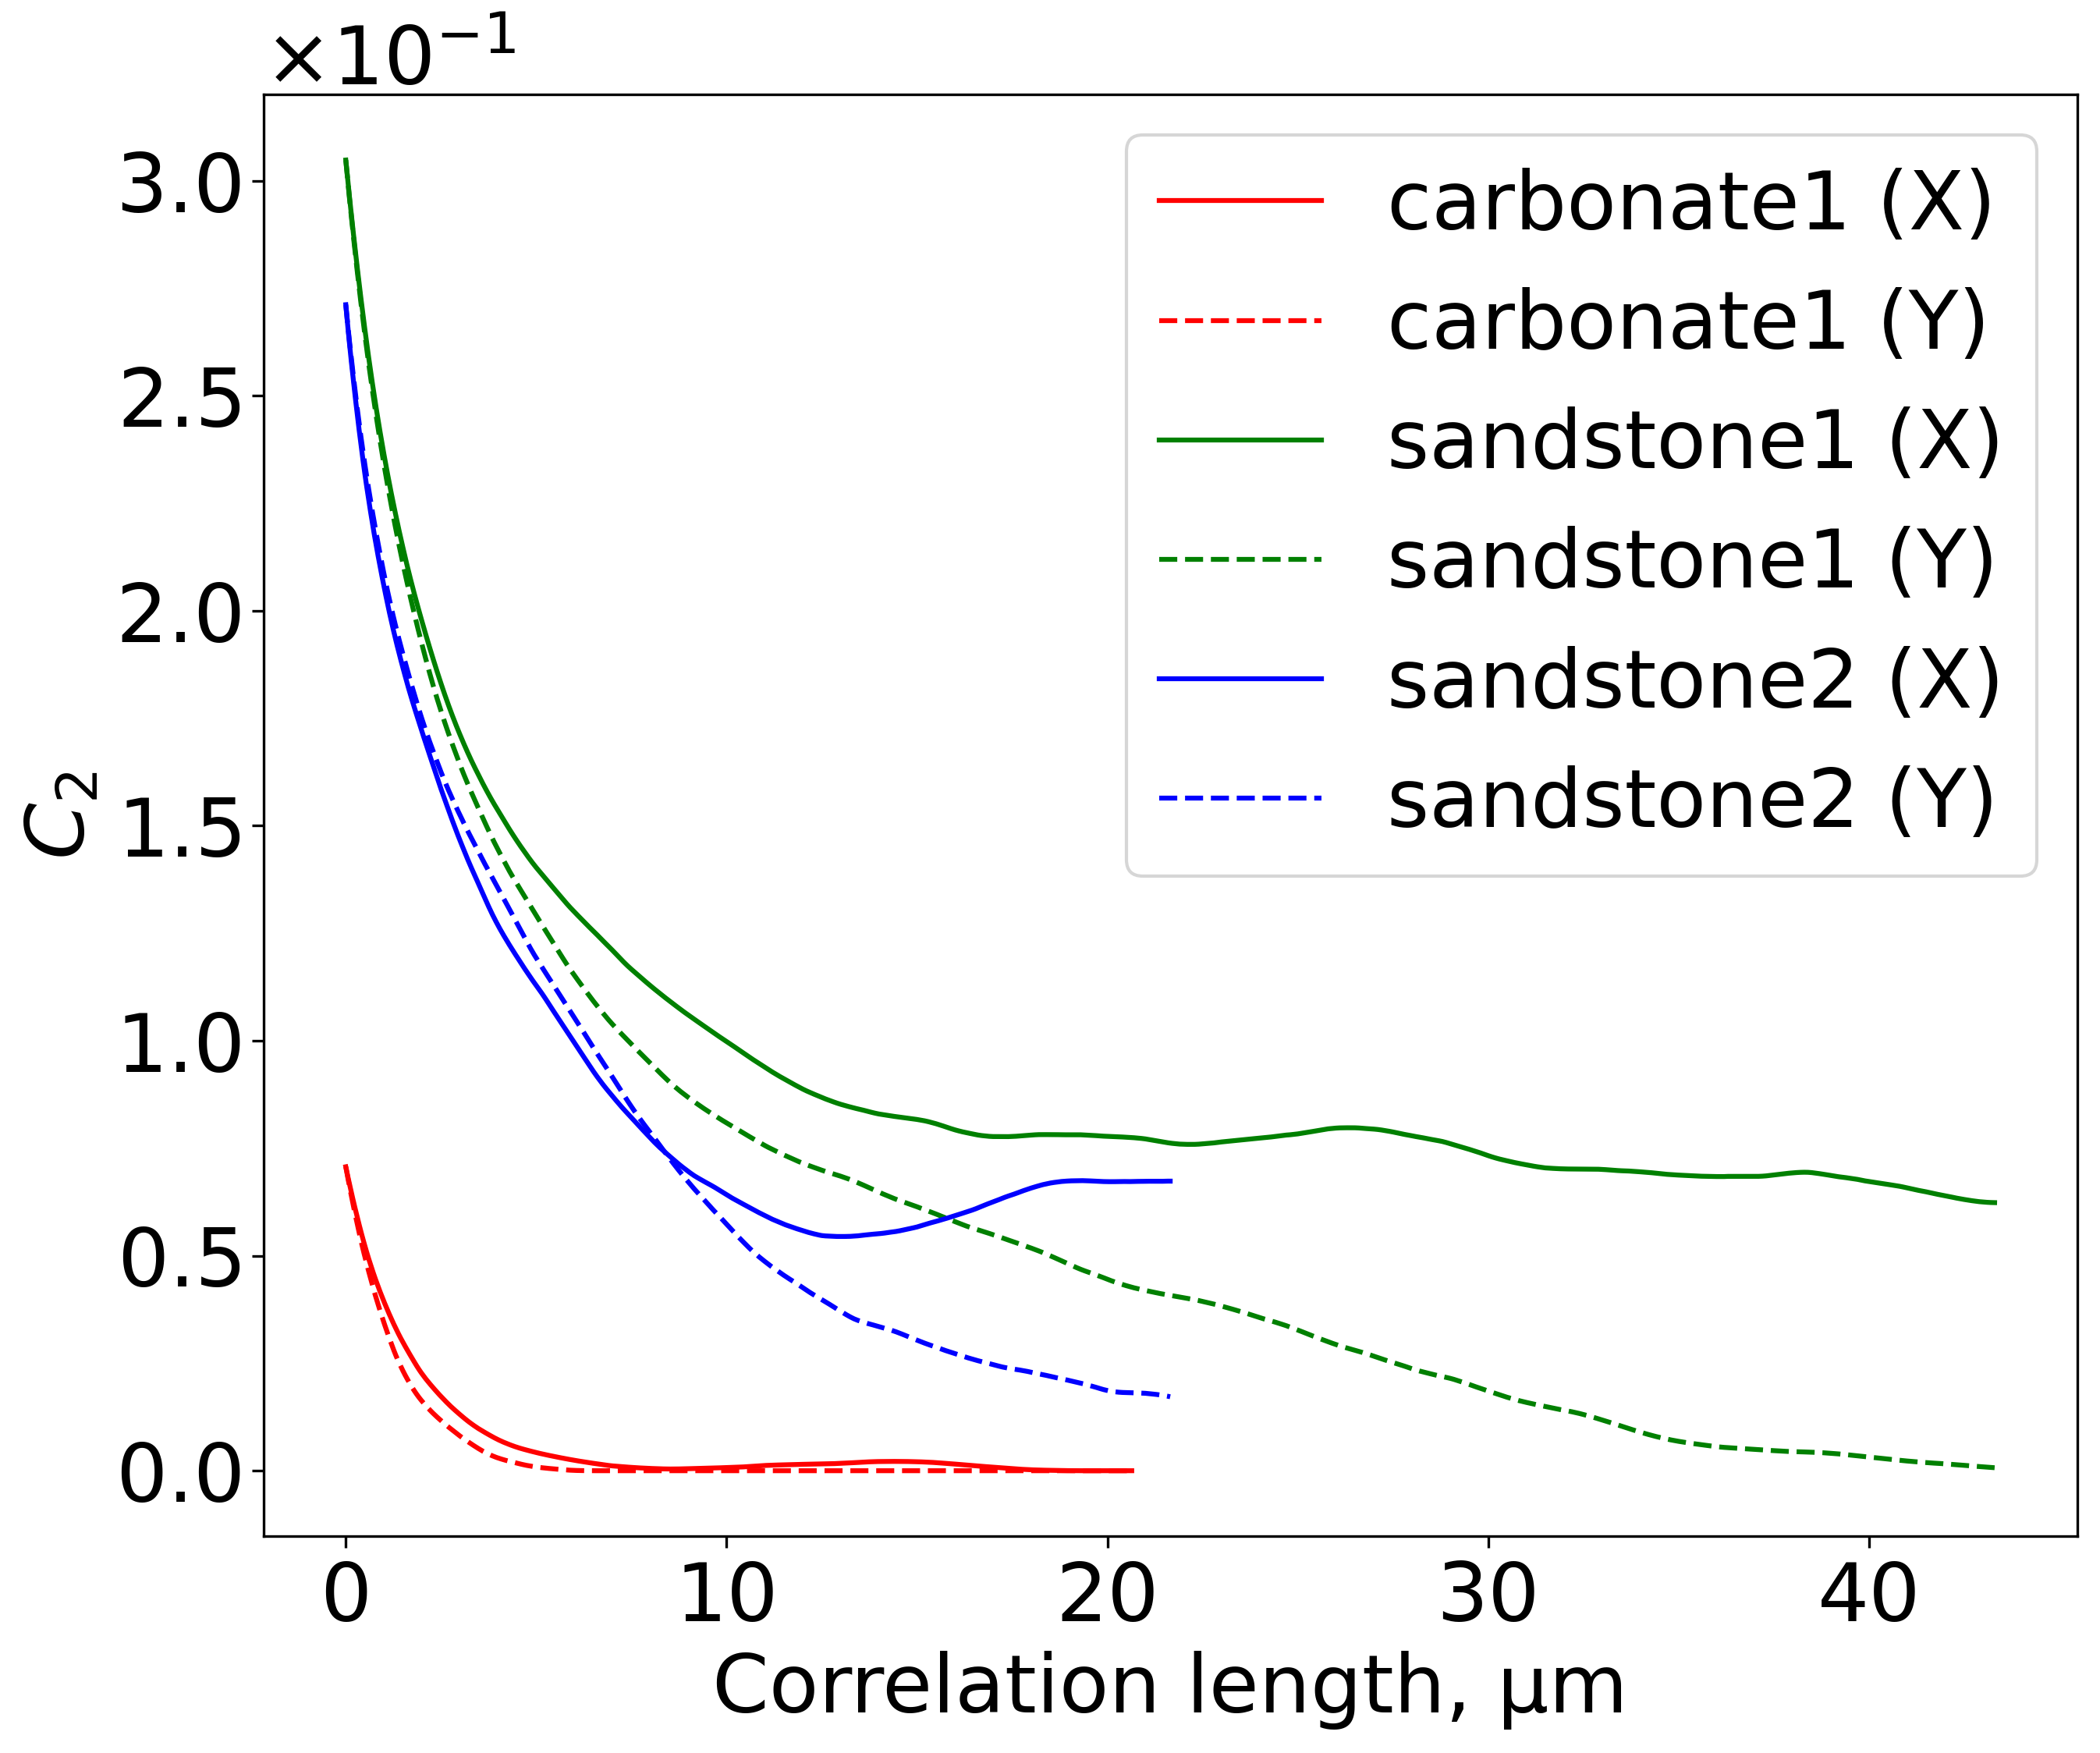 ×10⁻¹
3.0
2.5
2.0
1.5
1.0
0.5
0.0
C₂
0 10 20 30 40
Correlation length, µm
carbonate1 (X)
carbonate1 (Y)
sandstone1 (X)
sandstone1 (Y)
sandstone2 (X)
sandstone2 (Y)